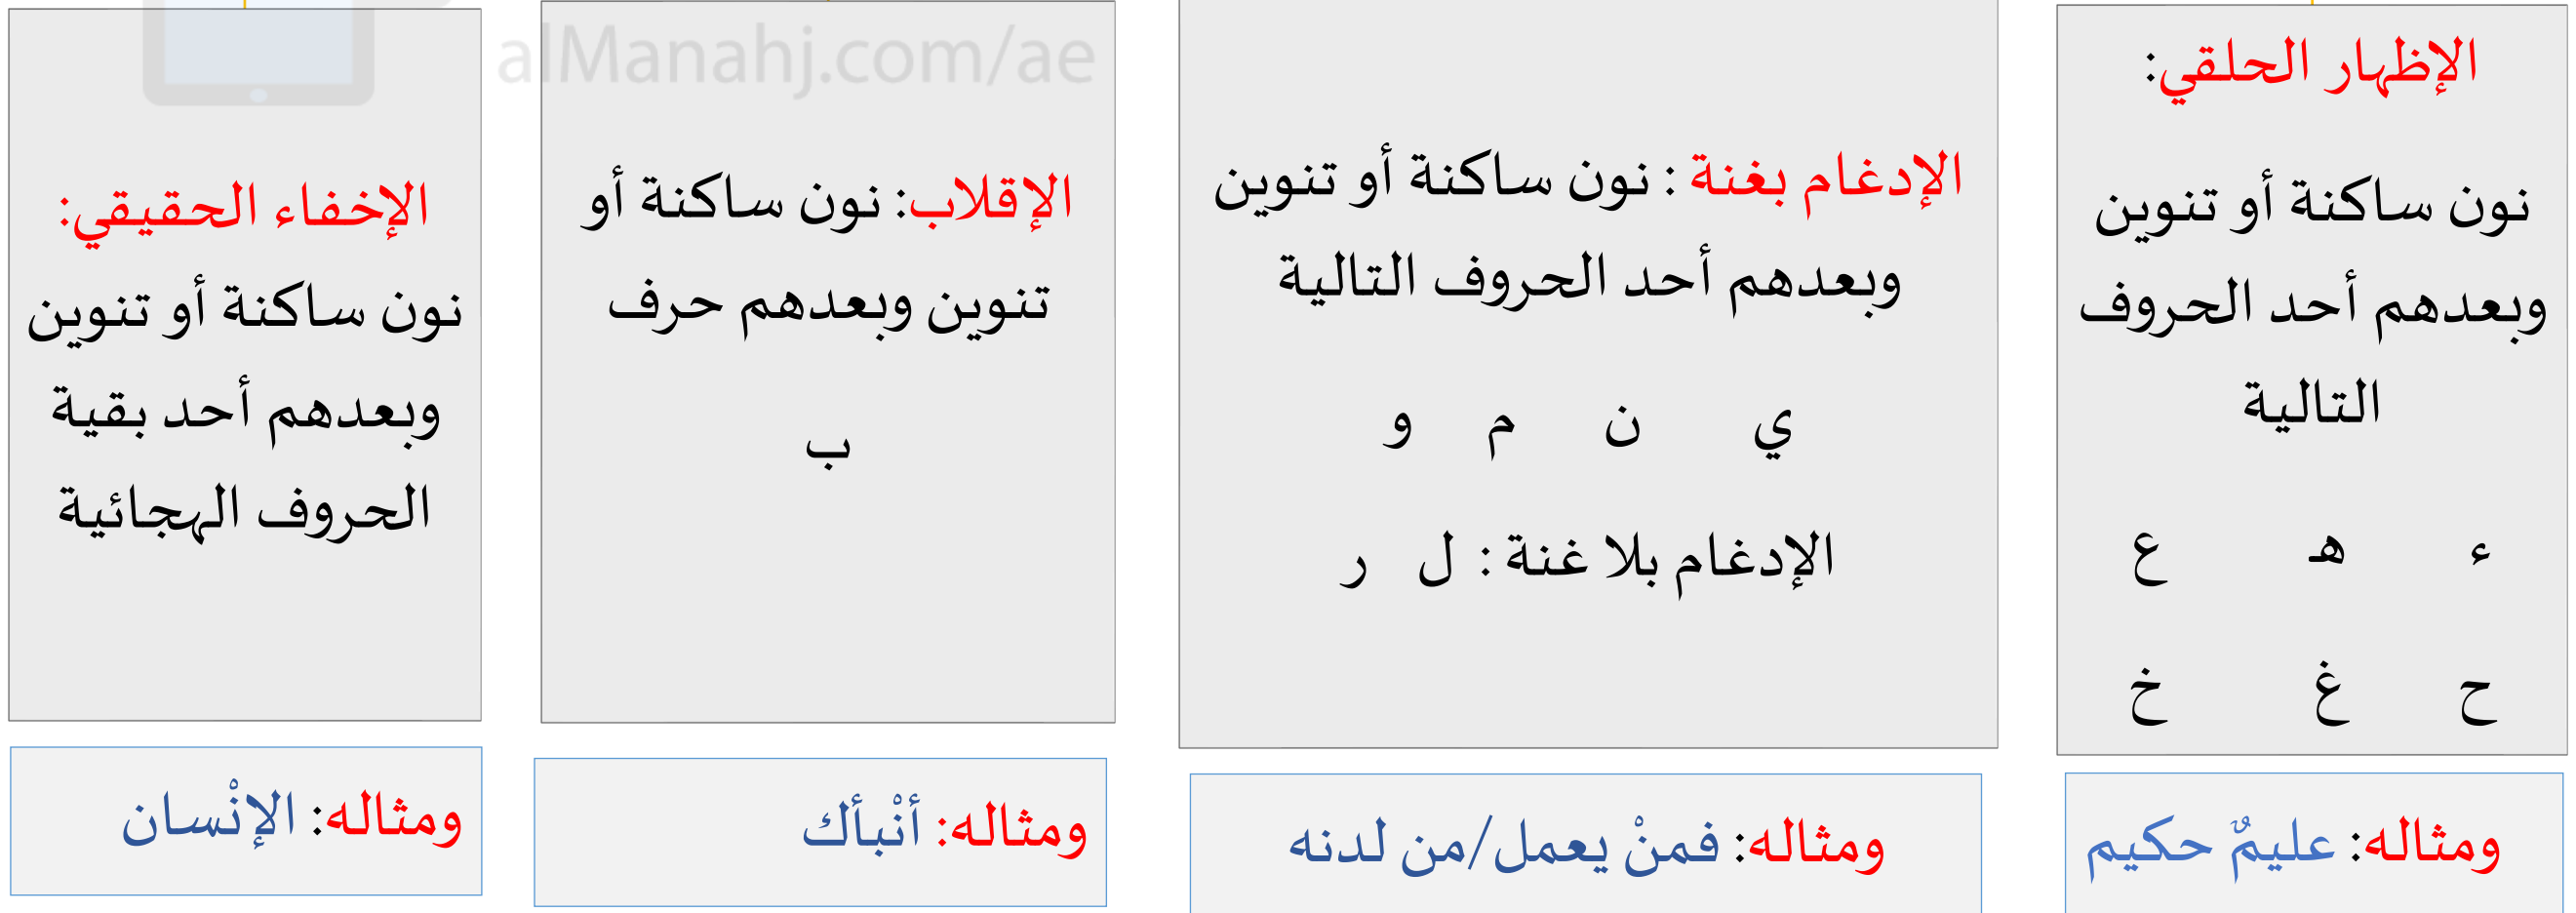 الإظهار الحلقي:
نون ساكنة أو تنوين
وبعدهم أحد الحروف
التالية
ء هـ ع
ح غ خ
ومثاله: عليمٌ حكيم
الإدغام بغنة : نون ساكنة أو تنوين
وبعدهم أحد الحروف التالية
ي ن م و
الإدغام بلا غنة : ل ر
ومثاله: فمنْ يعمل/من لدنه
alManahj.com/ae
الإقلاب: نون ساكنة أو
تنوين وبعدهم حرف
ب
ومثاله: أنْبأك
الإخفاء الحقيقي:
نون ساكنة أو تنوين
وبعدهم أحد بقية
الحروف الهجائية
ومثاله: الإنْسان